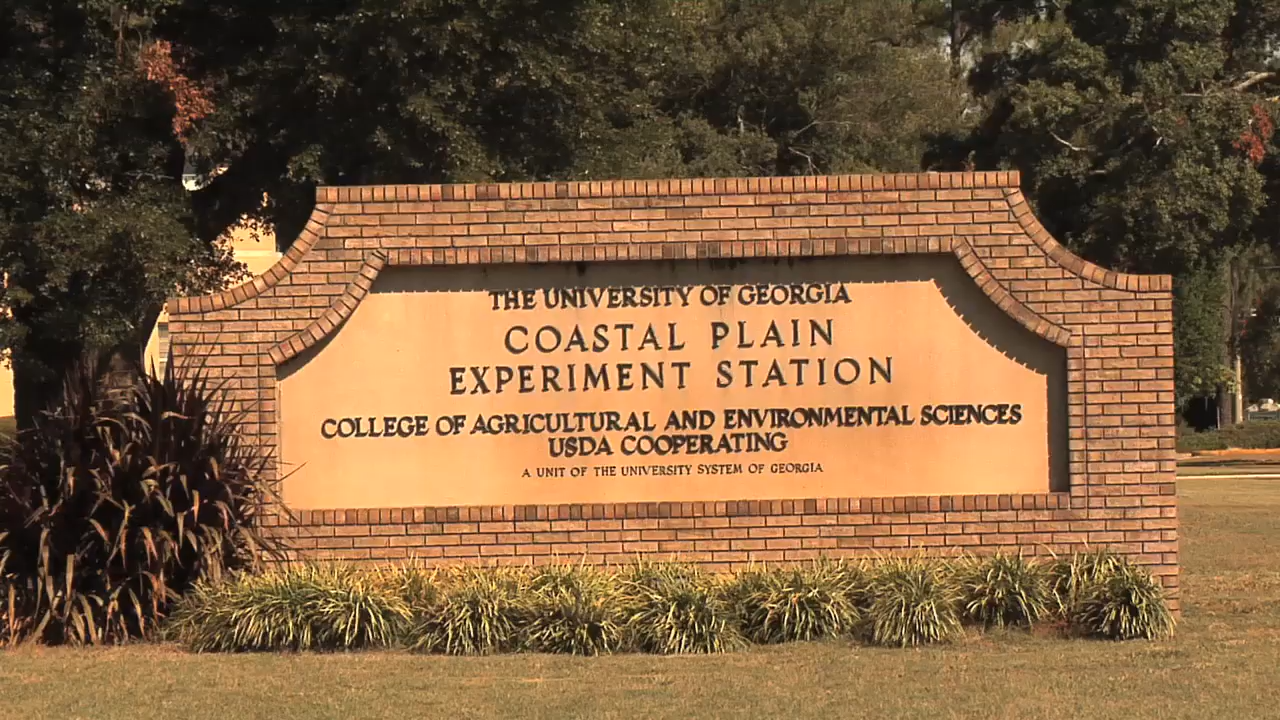 THE UNIVERSITY OF GEORGIA
COASTAL PLAIN
EXPERIMENT STATION
COLLEGE OF AGRICULTURAL AND ENVIRONMENTAL SCIENCES
USDA COOPERATING
A UNIT OF THE UNIVERSITY SYSTEM OF GEORGIA